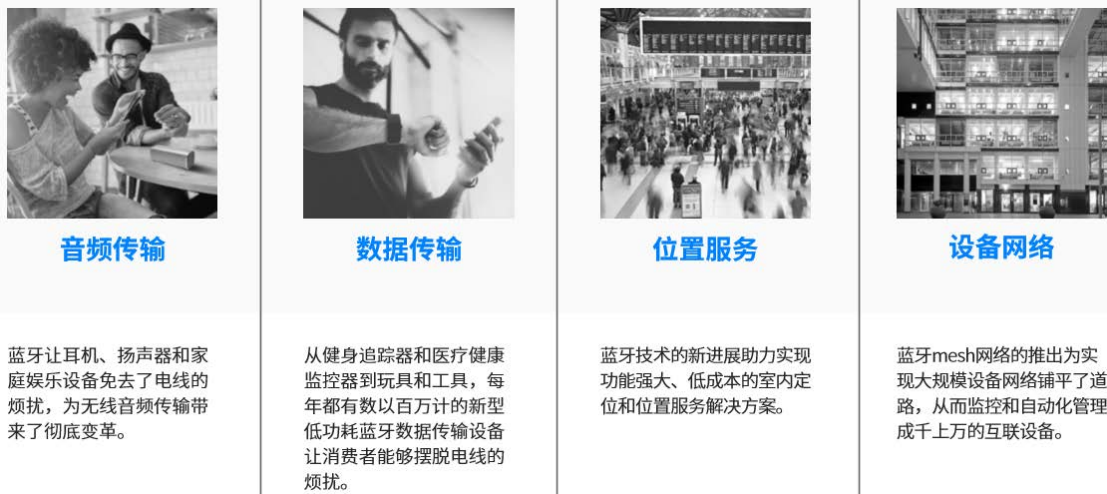 音频传输
蓝牙让耳机、扬声器和家
庭娱乐设备免去了电线的
烦扰，为无线音频传输带
来了彻底变革。
数据传输
从健身追踪器和医疗健康
监控器到玩具和工具，每
年都有数以百万计的新型
低功耗蓝牙数据传输设备
让消费者能够摆脱电线的
烦扰。
位置服务
蓝牙技术的新进展助力实现
功能强大、低成本的室内定
位和位置服务解决方案。
设备网络
蓝牙mesh网络的推出为实
现大规模设备网络铺平了道
路，从而监控和自动化管理
成千上万的互联设备。